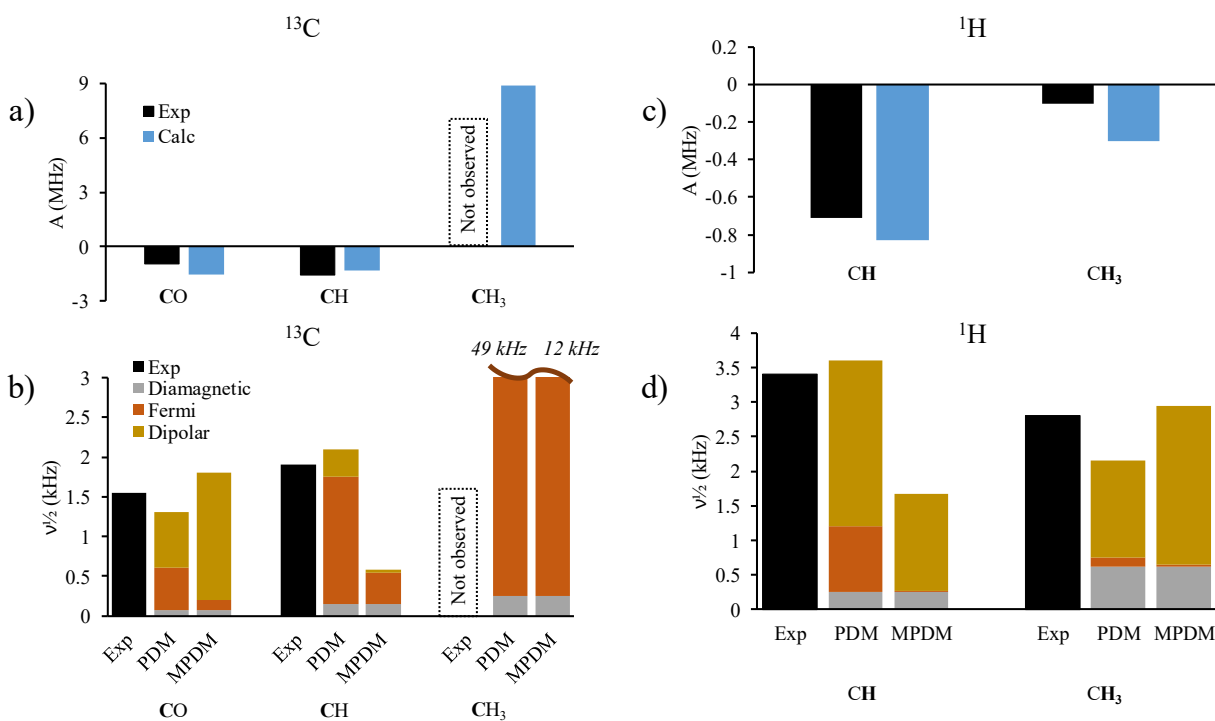 ¹³C
a)
9
6
3
0
-3
A (MHz)
Exp
Calc
Not observed
CO
CH
CH₃
¹H
c)
0.2
0
-0.2
-0.4
-0.6
-0.8
-1
A (MHz)
CH
CH₃
¹³C
b)
3
2.5
2
1.5
1
0.5
0
ν½ (kHz)
Exp
Diamagnetic
Fermi
Dipolar
49 kHz
12 kHz
Not observed
Exp
PDM
MPDM
Exp
PDM
MPDM
Exp
PDM
MPDM
CO
CH
CH₃
¹H
d)
4
3.5
3
2.5
2
1.5
1
0.5
0
ν½ (kHz)
Exp
PDM
MPDM
Exp
PDM
MPDM
CH
CH₃